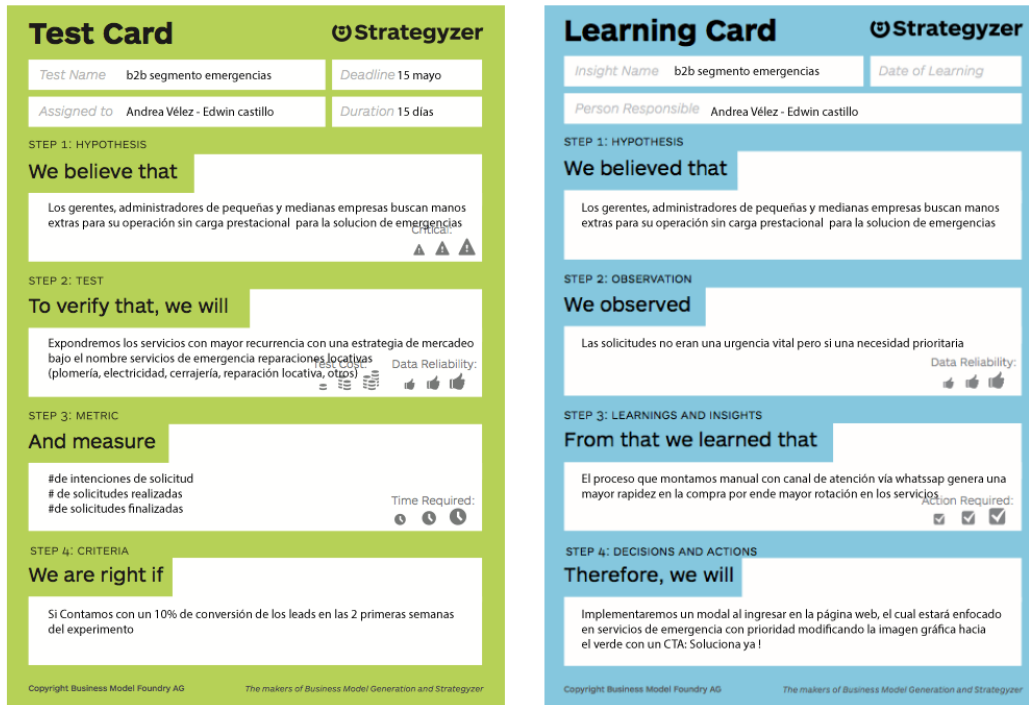 Test Card
Strategyzer
Test Name b2b segmento emergencias
Deadline 15 mayo
Assigned to Andrea Vélez - Edwin castillo
Duration 15 días
STEP 1: HYPOTHESIS
We believe that
Los gerentes, administradores de pequeñas y medianas empresas buscan manos
extras para su operación sin carga prestacional para la solucion de emergencias
Critical:
STEP 2: TEST
To verify that, we will
Expondremos los servicios con mayor recurrencia con una estrategia de mercadeo
bajo el nombre servicios de emergencia reparaciones locativas
(plomería, electricidad, cerrajería, reparación locativa, otros)
Test Cost:
Data Reliability:
STEP 3: METRIC
And measure
#de intenciones de solicitud
# de solicitudes realizadas
#de solicitudes finalizadas
Time Required:
STEP 4: CRITERIA
We are right if
Si Contamos con un 10% de conversión de los leads en las 2 primeras semanas
del experimento
Copyright Business Model Foundry AG
The makers of Business Model Generation and Strategyzer
Learning Card
Strategyzer
Insight Name b2b segmento emergencias
Date of Learning
Person Responsible Andrea Vélez - Edwin castillo
STEP 1: HYPOTHESIS
We believed that
Los gerentes, administradores de pequeñas y medianas empresas buscan manos
extras para su operación sin carga prestacional para la solucion de emergencias
STEP 2: OBSERVATION
We observed
Las solicitudes no eran una urgencia vital pero si una necesidad prioritaria
Data Reliability:
STEP 3: LEARNINGS AND INSIGHTS
From that we learned that
El proceso que montamos manual con canal de atención vía whatssap genera una
mayor rapidez en la compra por ende mayor rotación en los servicios
Action Required:
STEP 4: DECISIONS AND ACTIONS
Therefore, we will
Implementaremos un modal al ingresar en la página web, el cual estará enfocado
en servicios de emergencia con prioridad modificando la imagen gráfica hacia
el verde con un CTA: Soluciona ya !
Copyright Business Model Foundry AG
The makers of Business Model Generation and Strategyzer